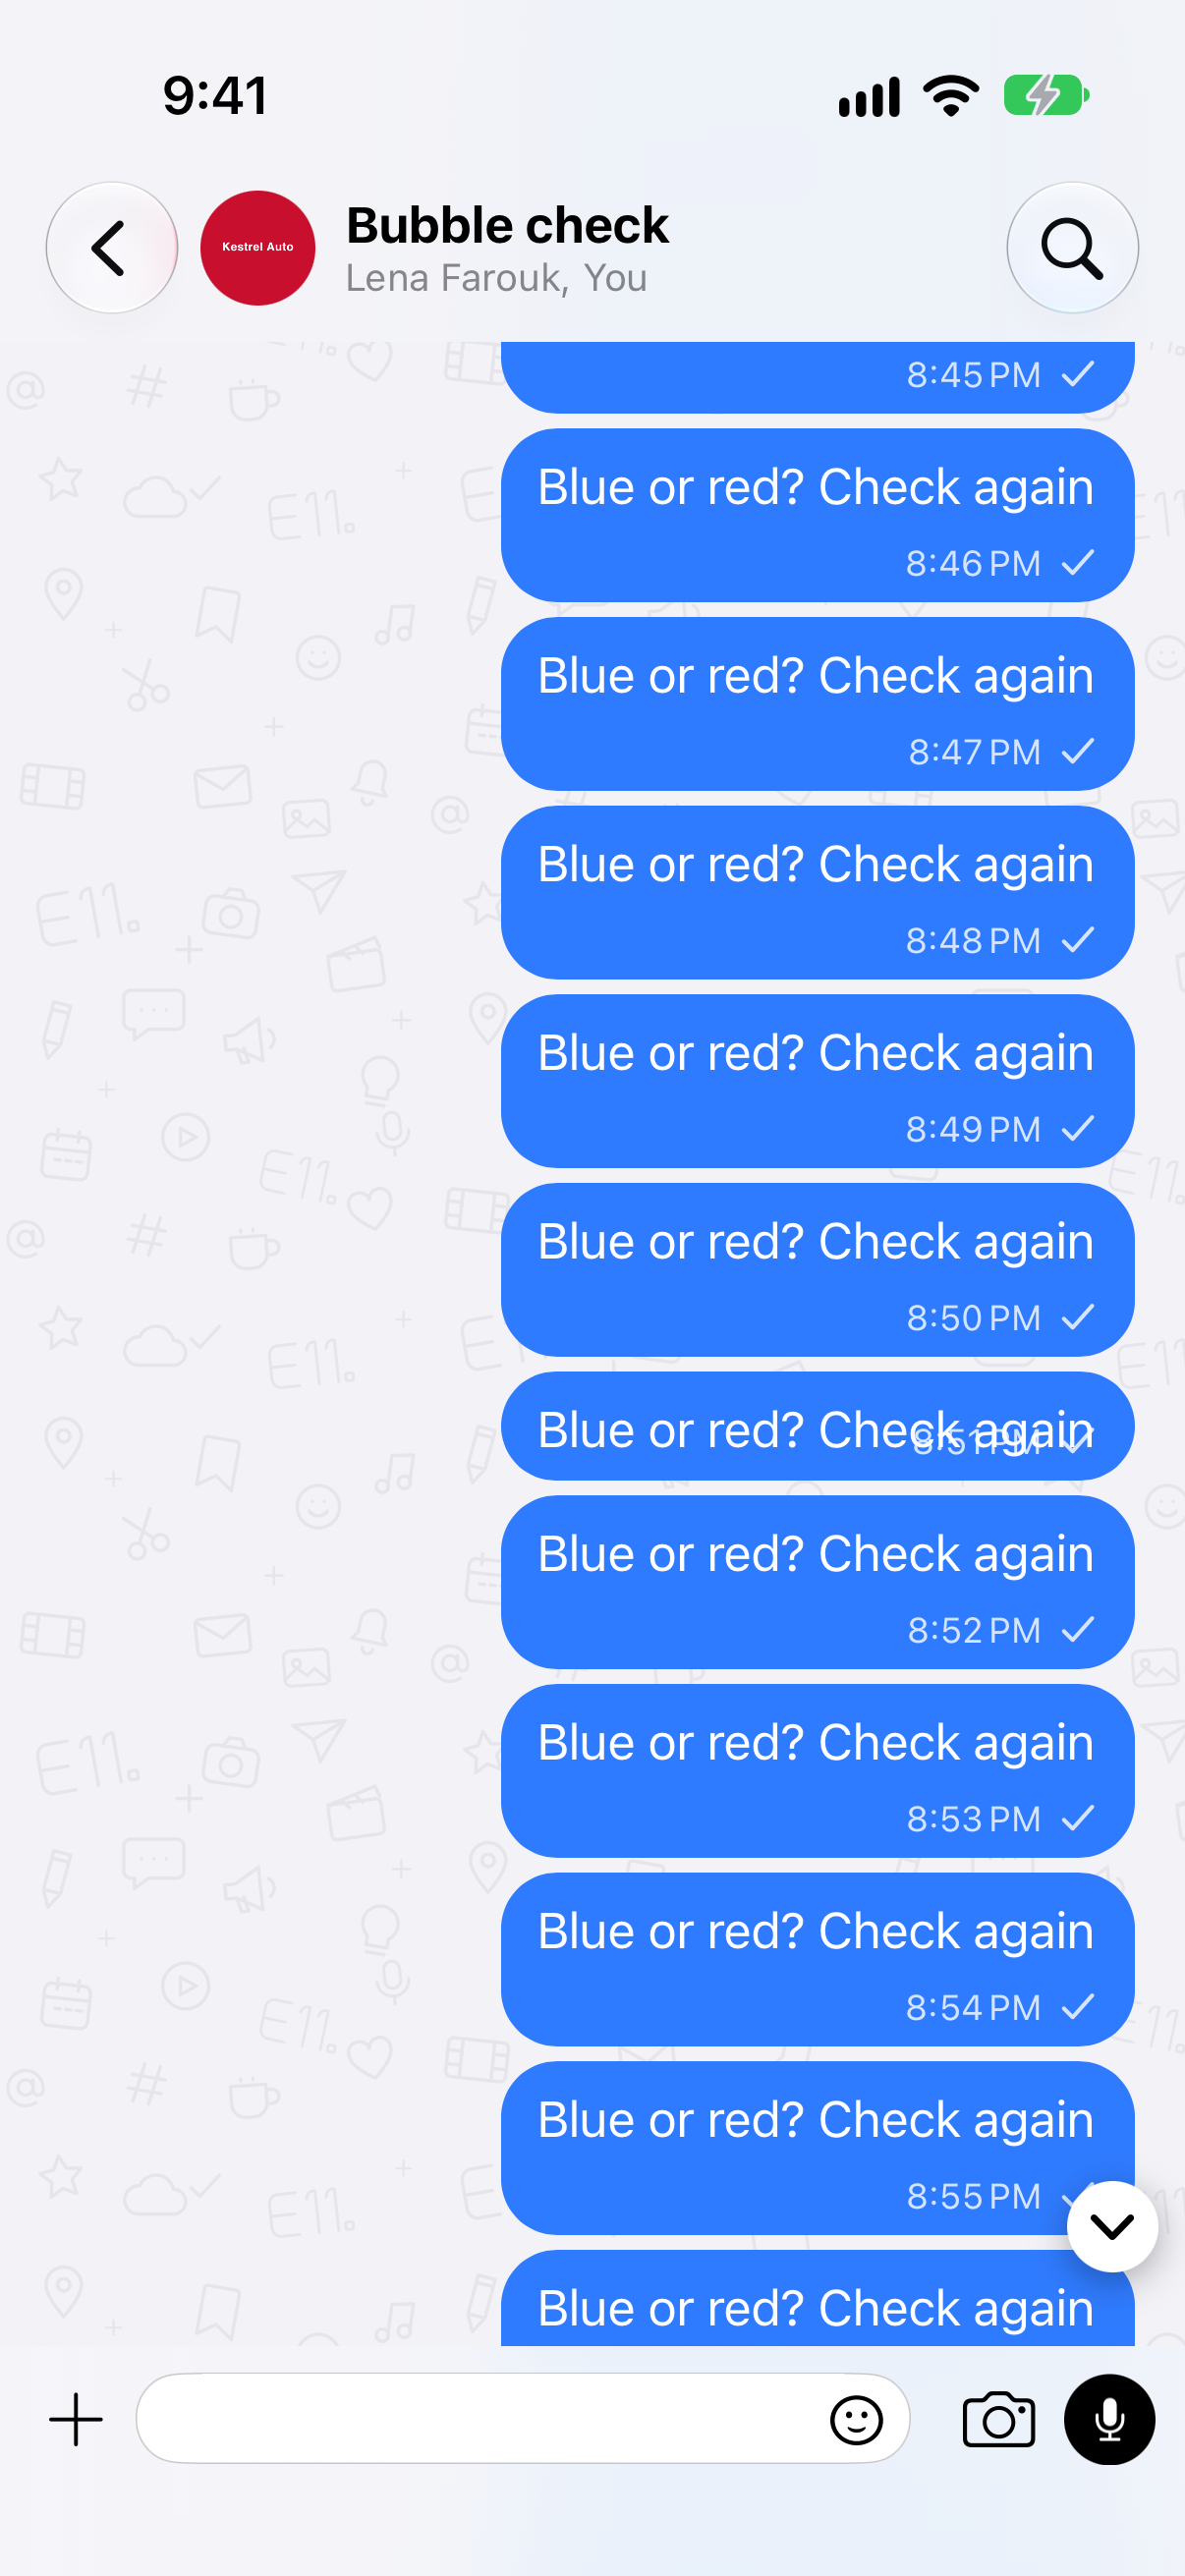 9:41
Kestrel Auto
Bubble check
Lena Farouk, You
8:45 PM
Blue or red? Check again
8:46 PM
Blue or red? Check again
8:47 PM
Blue or red? Check again
8:48 PM
Blue or red? Check again
8:49 PM
Blue or red? Check again
8:50 PM
Blue or red? Check again
8:51 PM
Blue or red? Check again
8:52 PM
Blue or red? Check again
8:53 PM
Blue or red? Check again
8:54 PM
Blue or red? Check again
8:55 PM
Blue or red? Check again